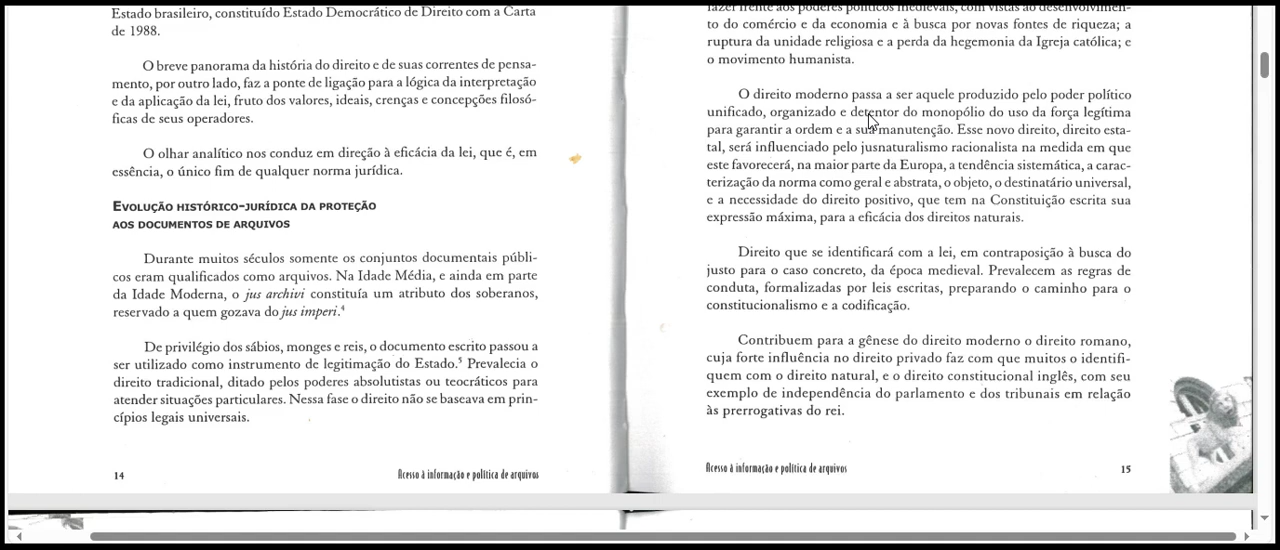 Estado brasileiro, constituído Estado Democrático de Direito com a Carta
de 1988.
O breve panorama da história do direito e de suas correntes de pensa-
mento, por outro lado, faz a ponte de ligação para a lógica da interpretação
e da aplicação da lei, fruto dos valores, ideais, crenças e concepções filosó-
ficas de seus operadores.
O olhar analítico nos conduz em direção à eficácia da lei, que é, em
essência, o único fim de qualquer norma jurídica.
EVOLUÇÃO HISTÓRICO-JURÍDICA DA PROTEÇÃO
AOS DOCUMENTOS DE ARQUIVOS
Durante muitos séculos somente os conjuntos documentais públi-
cos eram qualificados como arquivos. Na Idade Média, e ainda em parte
da Idade Moderna, o jus archivi constituía um atributo dos soberanos,
reservado a quem gozava do jus imperi.⁴
De privilégio dos sábios, monges e reis, o documento escrito passou a
ser utilizado como instrumento de legitimação do Estado.⁵ Prevalecia o
direito tradicional, ditado pelos poderes absolutistas ou teocráticos para
atender situações particulares. Nessa fase o direito não se baseava em prin-
cípios legais universais.
14
Acesso à informação e política de arquivos
fazer frente aos poderes políticos medievais, com vistas ao desenvolvimen-
to do comércio e da economia e à busca por novas fontes de riqueza; a
ruptura da unidade religiosa e a perda da hegemonia da Igreja católica; e
o movimento humanista.
O direito moderno passa a ser aquele produzido pelo poder político
unificado, organizado e detentor do monopólio do uso da força legítima
para garantir a ordem e a sua manutenção. Esse novo direito, direito esta-
tal, será influenciado pelo jusnaturalismo racionalista na medida em que
este favorecerá, na maior parte da Europa, a tendência sistemática, a carac-
terização da norma como geral e abstrata, o objeto, o destinatário universal,
e a necessidade do direito positivo, que tem na Constituição escrita sua
expressão máxima, para a eficácia dos direitos naturais.
Direito que se identificará com a lei, em contraposição à busca do
justo para o caso concreto, da época medieval. Prevalecem as regras de
conduta, formalizadas por leis escritas, preparando o caminho para o
constitucionalismo e a codificação.
Contribuem para a gênese do direito moderno o direito romano,
cuja forte influência no direito privado faz com que muitos o identifi-
quem com o direito natural, e o direito constitucional inglês, com seu
exemplo de independência do parlamento e dos tribunais em relação
às prerrogativas do rei.
Acesso à informação e política de arquivos
15